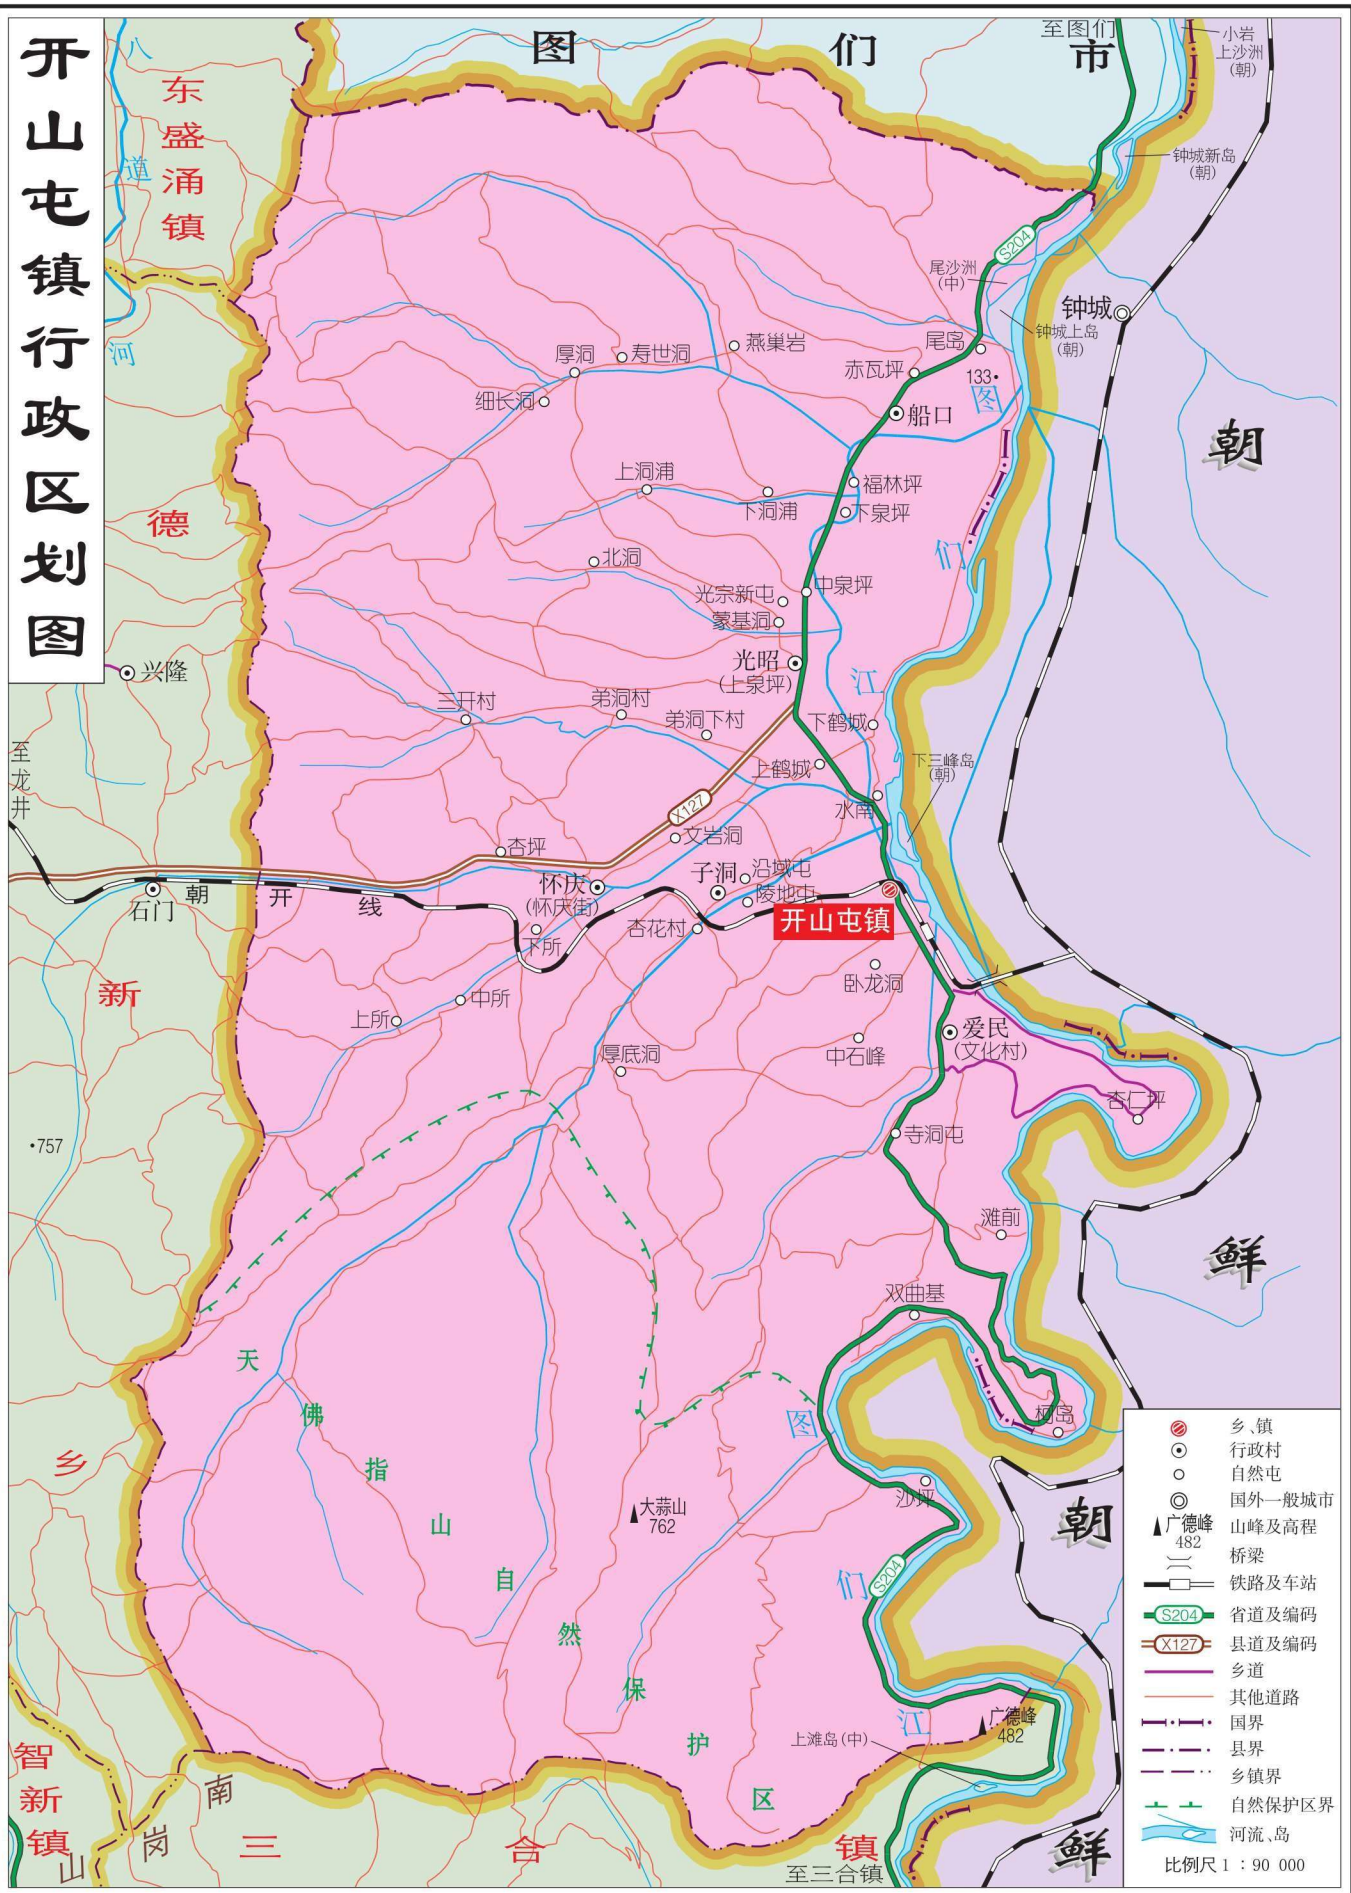 开山屯镇行政区划图
图们市
至图们
小岩
上沙洲
(朝)
八道河
东盛涌镇
钟城新岛
(朝)
S204
尾沙洲
(中)
钟城
钟城上岛
(朝)
尾岛
133
燕巢岩
寿世洞
厚洞
赤瓦坪
细长洞
船口
图们江
朝鲜
上洞浦
下洞浦
福林坪
下泉坪
德新乡
北洞
中泉坪
光宗新屯
蒙基洞
光昭
(上泉坪)
兴隆
三开村
弟洞村
弟洞下村
下鹤城
上鹤城
下三峰岛
(朝)
至龙井
X127
水南
文岩洞
杏坪
怀庆
(怀庆街)
子洞
沿域屯
陵地屯
石门
朝开线
开山屯镇
杏花村
下所
卧龙洞
中所
上所
爱民
(文化村)
中石峰
厚底洞
杏仁坪
757
寺洞屯
滩前
双曲基
柯岛
天佛指山自然保护区
图们江
沙坪
大蒜山
762
朝鲜
S204
广德峰
482
上滩岛(中)
智新镇
南岗山
三合镇
至三合镇
乡、镇
行政村
自然屯
国外一般城市
广德峰
482
山峰及高程
桥梁
铁路及车站
S204
省道及编码
X127
县道及编码
乡道
其他道路
国界
县界
乡镇界
自然保护区界
河流、岛
比例尺 1：90 000